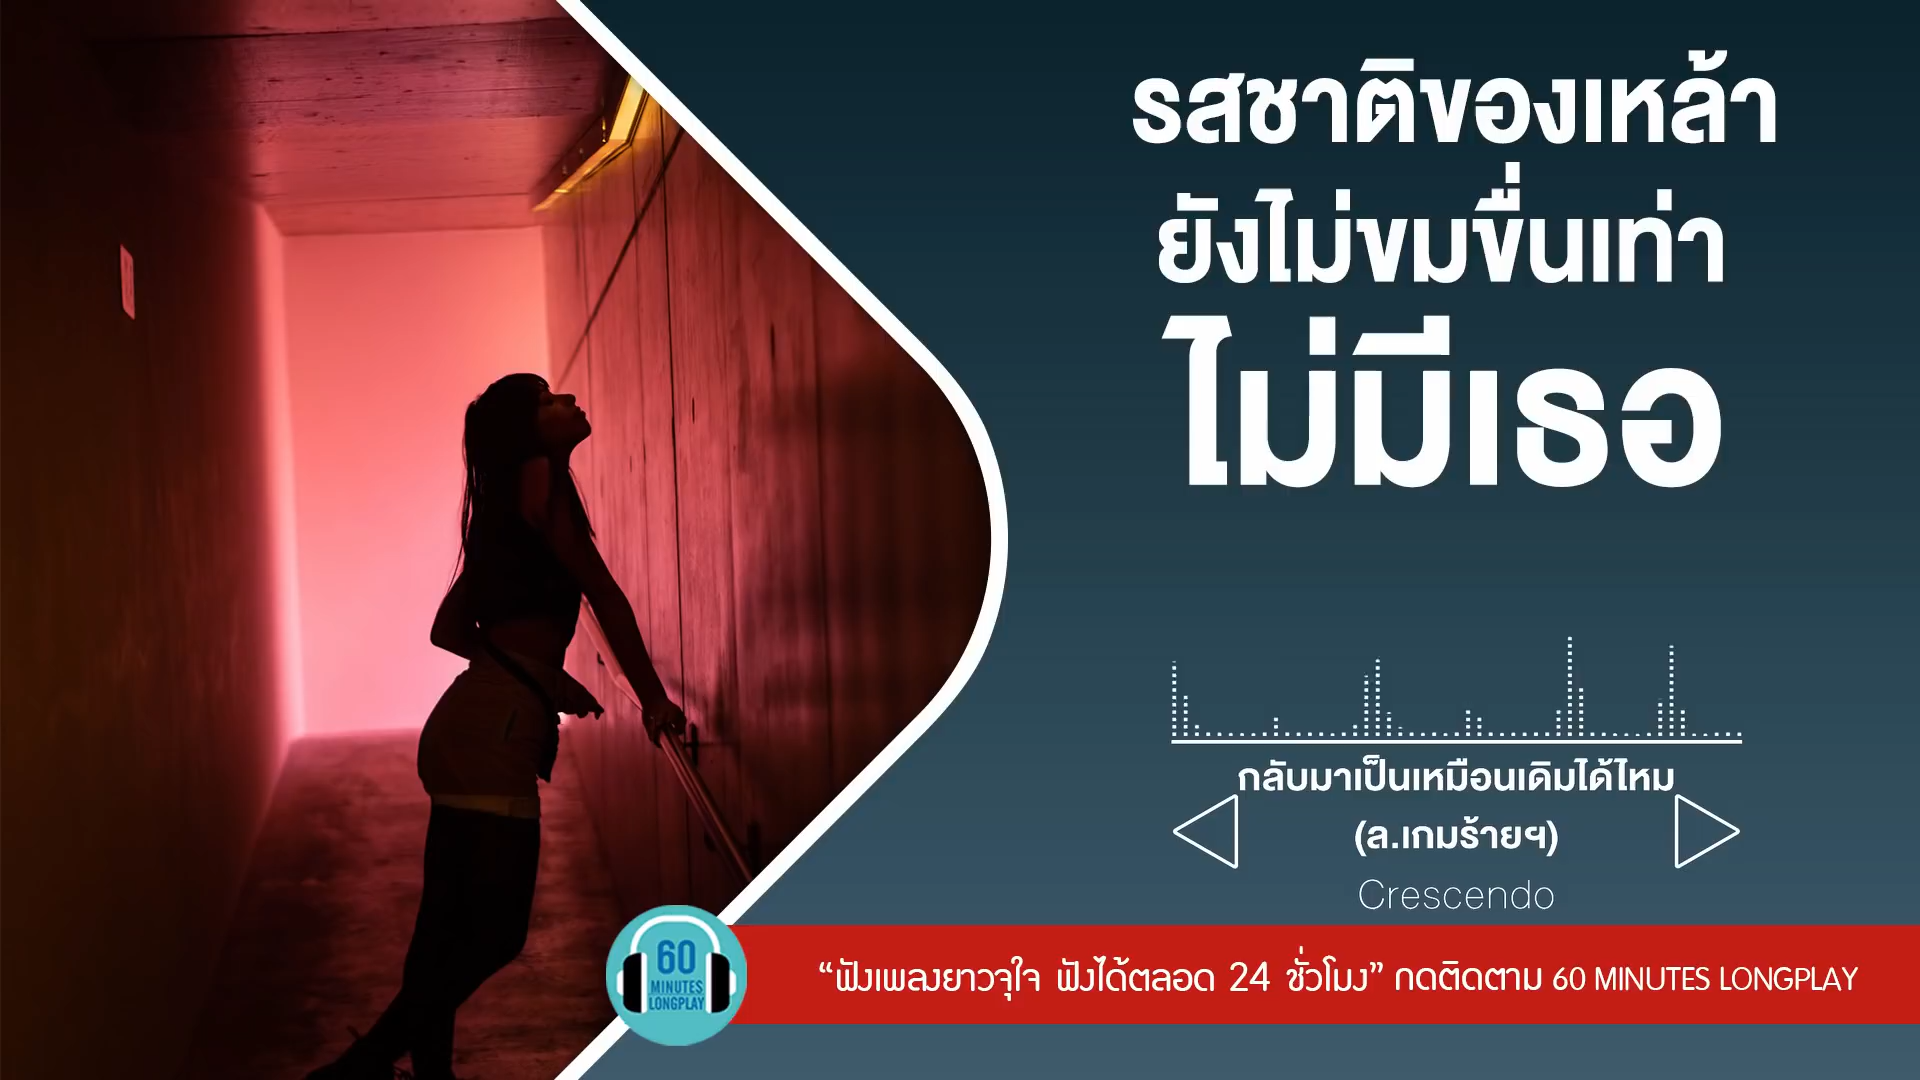 รสชาติของเหล้า
ยังไม่ขมขื่นเท่า
ไม่มีเธอ
กลับมาเป็นเหมือนเดิมได้ไหม
(ล.เกมร้ายฯ)
Crescendo
60
MINUTES
LONGPLAY
“ฟังเพลงยาวจุใจ ฟังได้ตลอด 24 ชั่วโมง” กดติดตาม 60 MINUTES LONGPLAY